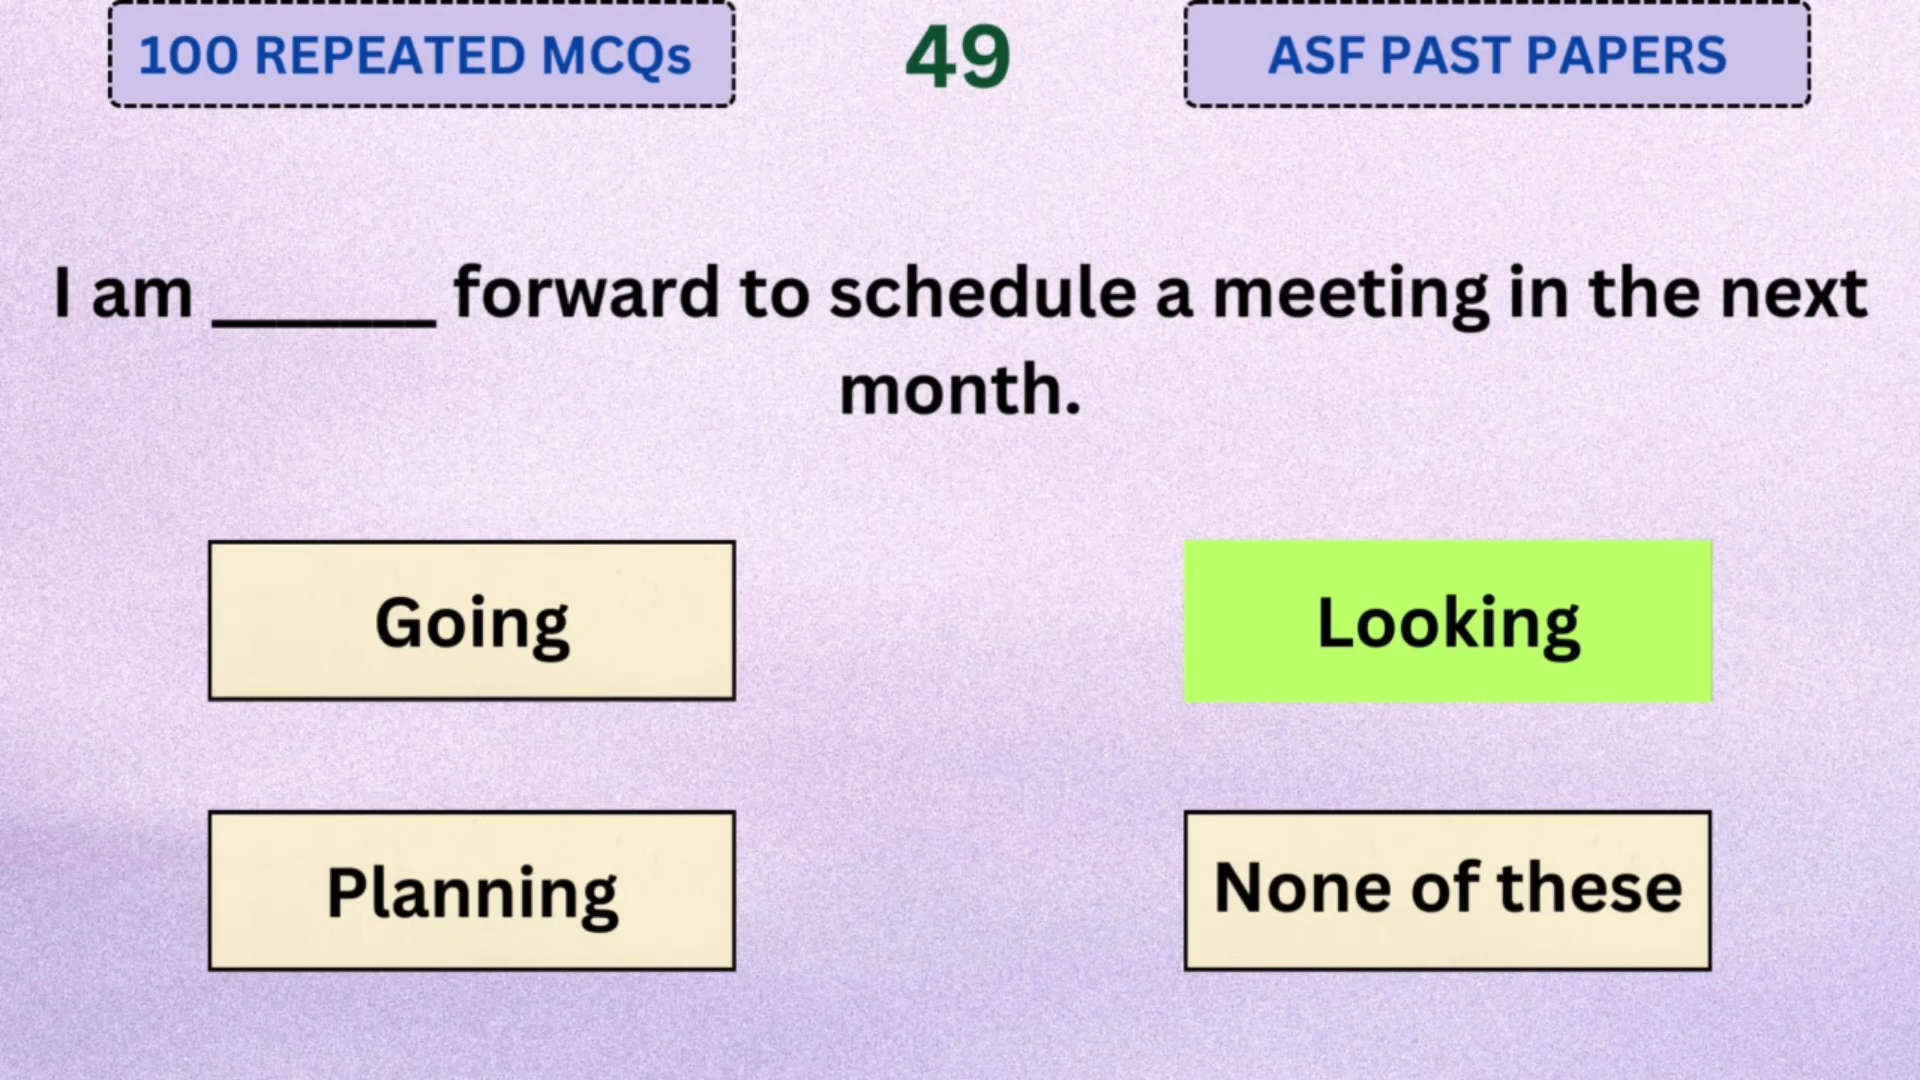 100 REPEATED MCQs
49
ASF PAST PAPERS
I am _______ forward to schedule a meeting in the next
month.
Going
Looking
Planning
None of these